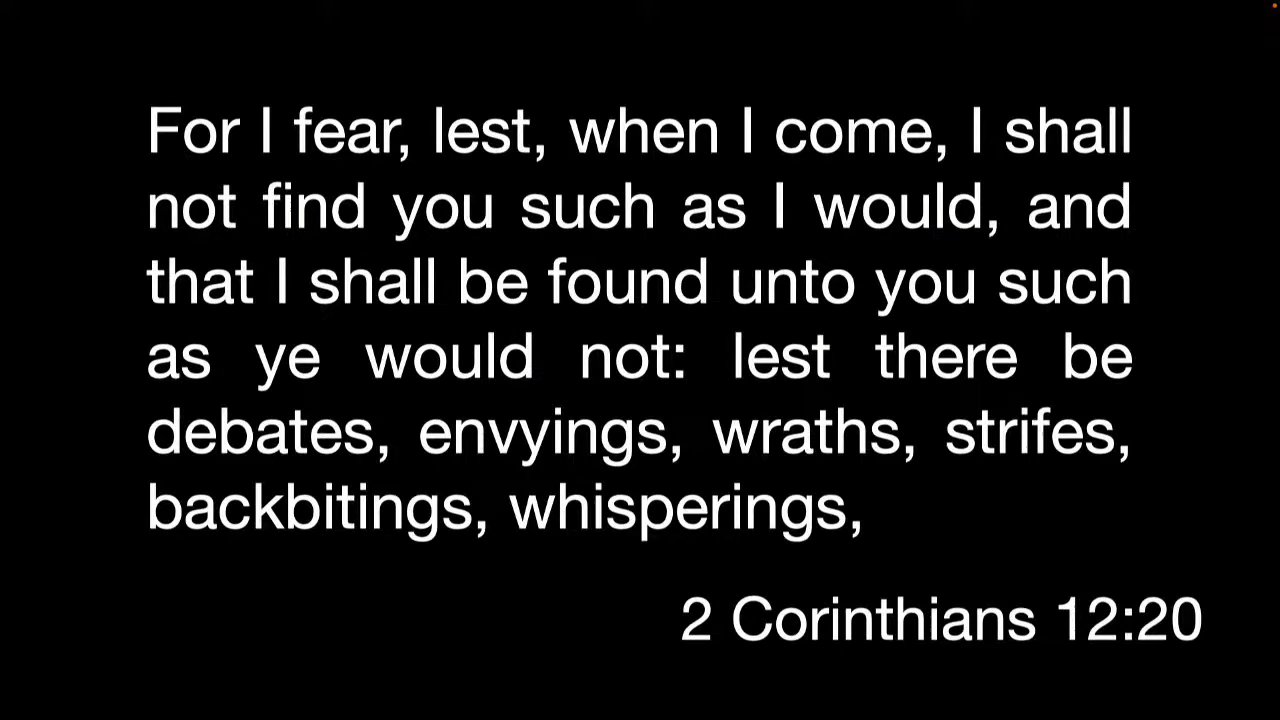 For I fear, lest, when I come, I shall
not find you such as I would, and
that I shall be found unto you such
as ye would not: lest there be
debates, envyings, wraths, strifes,
backbitings, whisperings,
2 Corinthians 12:20